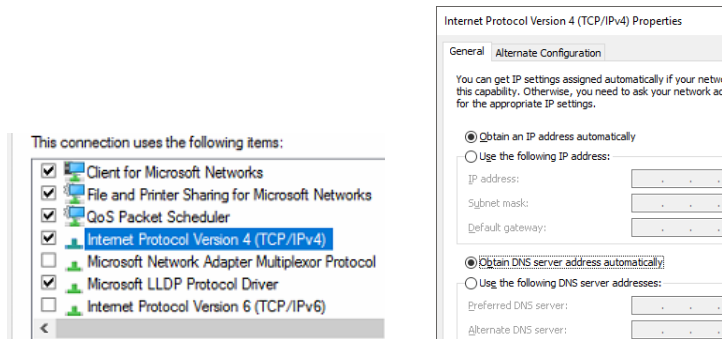 This connection uses the following items:
Client for Microsoft Networks
File and Printer Sharing for Microsoft Networks
QoS Packet Scheduler
Internet Protocol Version 4 (TCP/IPv4)
Microsoft Network Adapter Multiplexor Protocol
Microsoft LLDP Protocol Driver
Internet Protocol Version 6 (TCP/IPv6)
Internet Protocol Version 4 (TCP/IPv4) Properties
General Alternate Configuration
You can get IP settings assigned automatically if your netw
this capability. Otherwise, you need to ask your network ad
for the appropriate IP settings.
Obtain an IP address automatically
Use the following IP address:
IP address:
Subnet mask:
Default gateway:
Obtain DNS server address automatically
Use the following DNS server addresses:
Preferred DNS server:
Alternate DNS server: